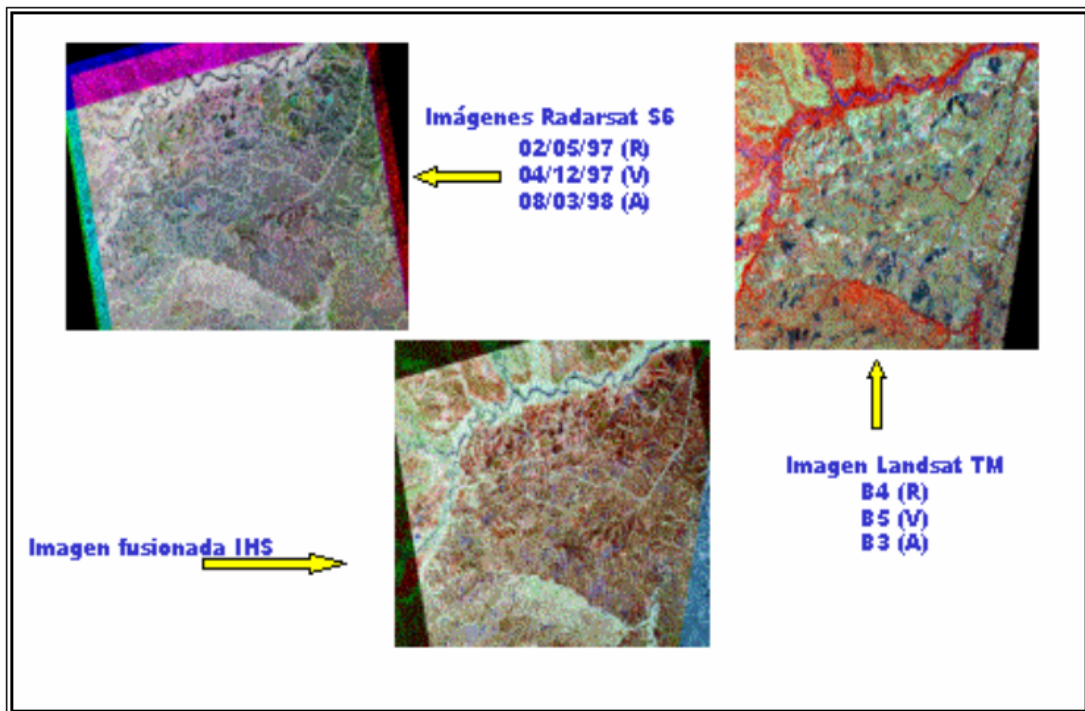 Imágenes Radarsat S6
02/05/97 (R)
04/12/97 (V)
08/03/98 (A)
Imagen Landsat TM
B4 (R)
B5 (V)
B3 (A)
Imagen fusionada IHS